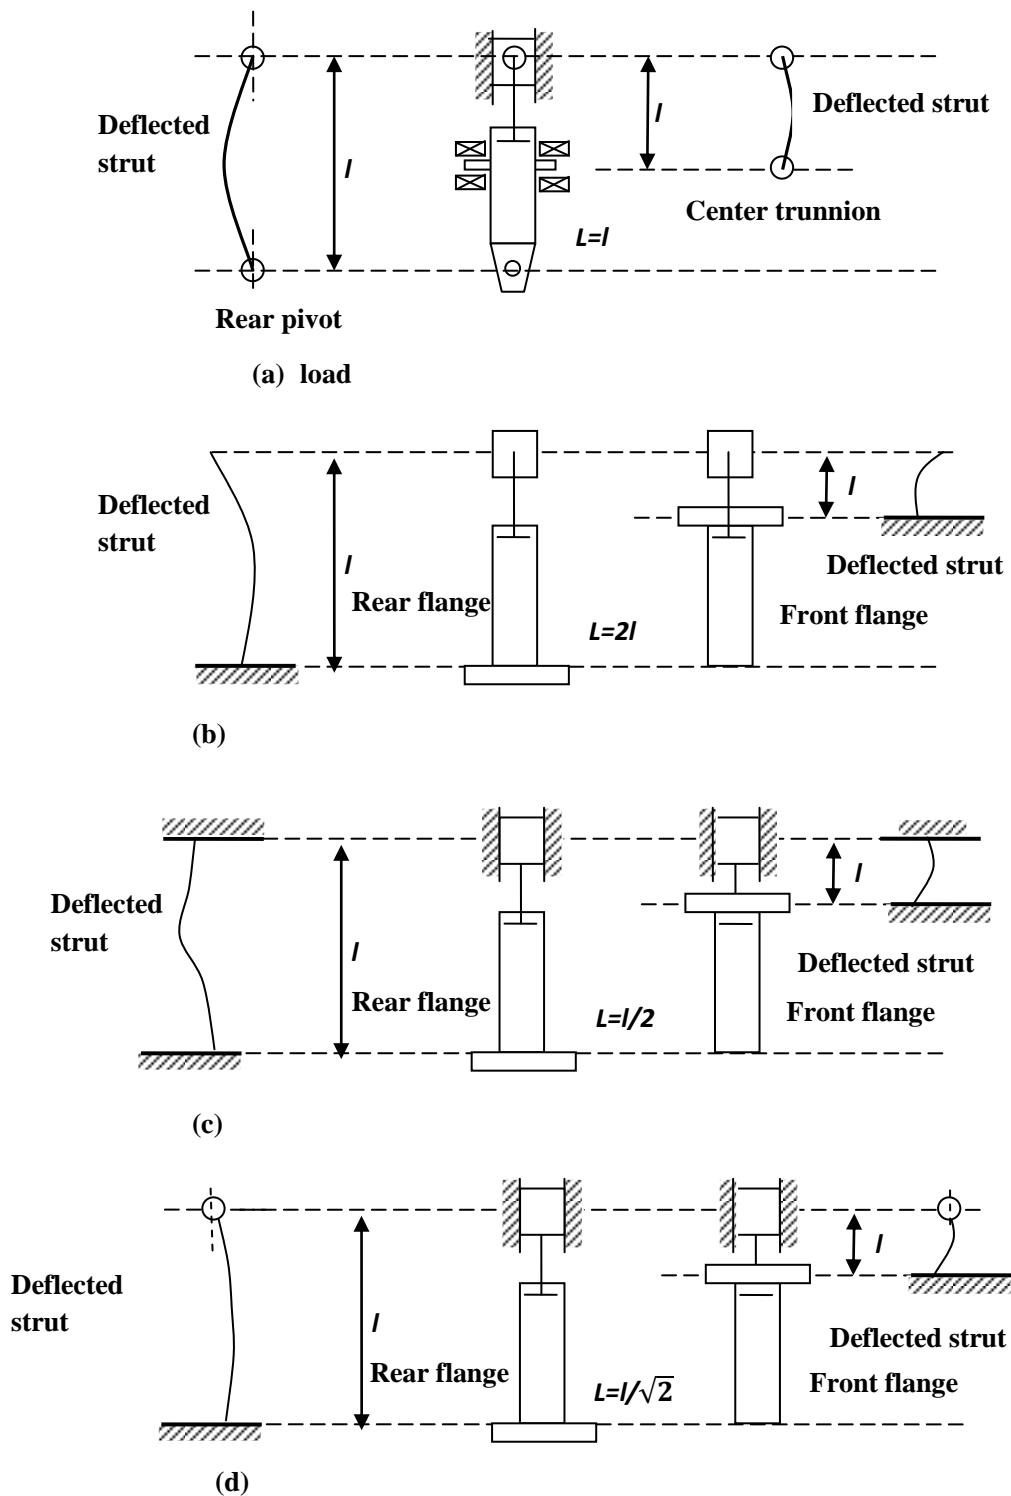 Deflected
strut
l
l
Deflected strut
Center trunnion
L=l
Rear pivot
(a) load
Deflected
strut
l
l
Rear flange
Deflected strut
Front flange
L=2l
(b)
Deflected
strut
l
l
Rear flange
Deflected strut
Front flange
L=l/2
(c)
Deflected
strut
l
l
Rear flange
Deflected strut
Front flange
L=l/√2
(d)